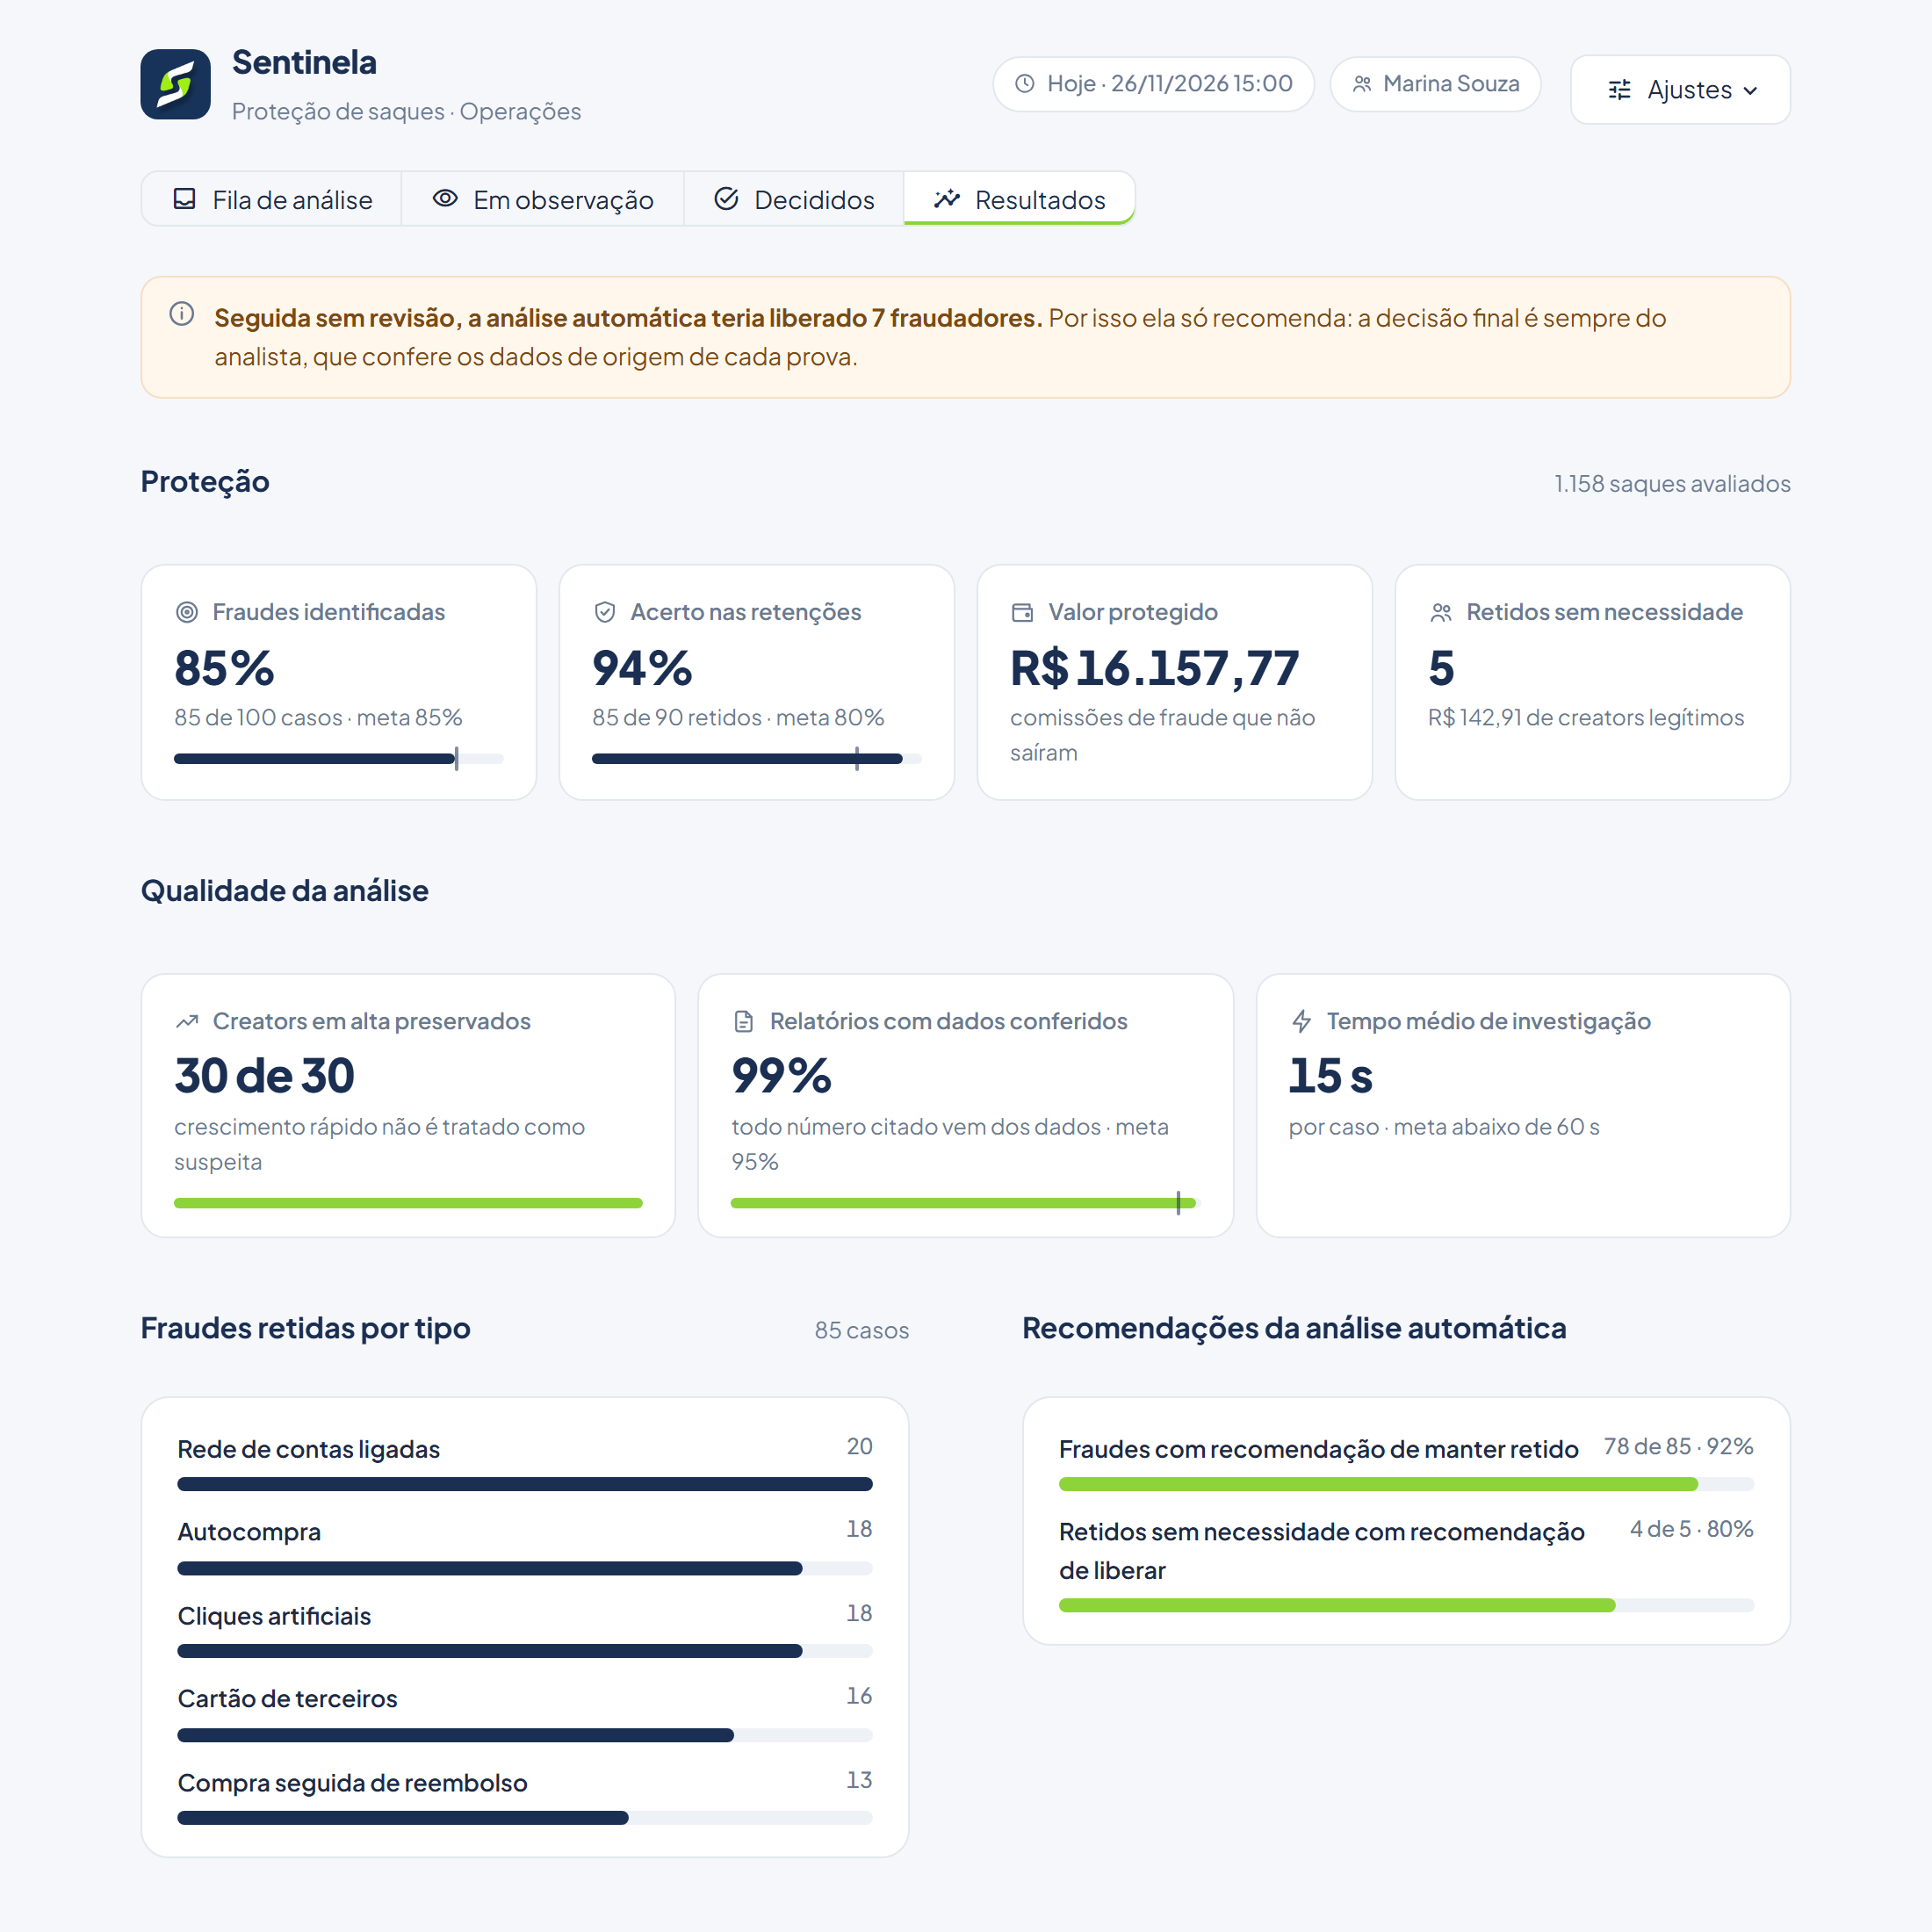 Sentinela
Proteção de saques · Operações
Hoje · 26/11/2026 15:00
Marina Souza
Ajustes
Fila de análise
Em observação
Decididos
Resultados
Seguida sem revisão, a análise automática teria liberado 7 fraudadores. Por isso ela só recomenda: a decisão final é sempre do
analista, que confere os dados de origem de cada prova.
Proteção
1.158 saques avaliados
Fraudes identificadas
85%
85 de 100 casos · meta 85%
Acerto nas retenções
94%
85 de 90 retidos · meta 80%
Valor protegido
R$ 16.157,77
comissões de fraude que não
saíram
Retidos sem necessidade
5
R$ 142,91 de creators legítimos
Qualidade da análise
Creators em alta preservados
30 de 30
crescimento rápido não é tratado como
suspeita
Relatórios com dados conferidos
99%
todo número citado vem dos dados · meta
95%
Tempo médio de investigação
15 s
por caso · meta abaixo de 60 s
Fraudes retidas por tipo
85 casos
Rede de contas ligadas
20
Autocompra
18
Cliques artificiais
18
Cartão de terceiros
16
Compra seguida de reembolso
13
Recomendações da análise automática
Fraudes com recomendação de manter retido
78 de 85 · 92%
Retidos sem necessidade com recomendação
de liberar
4 de 5 · 80%